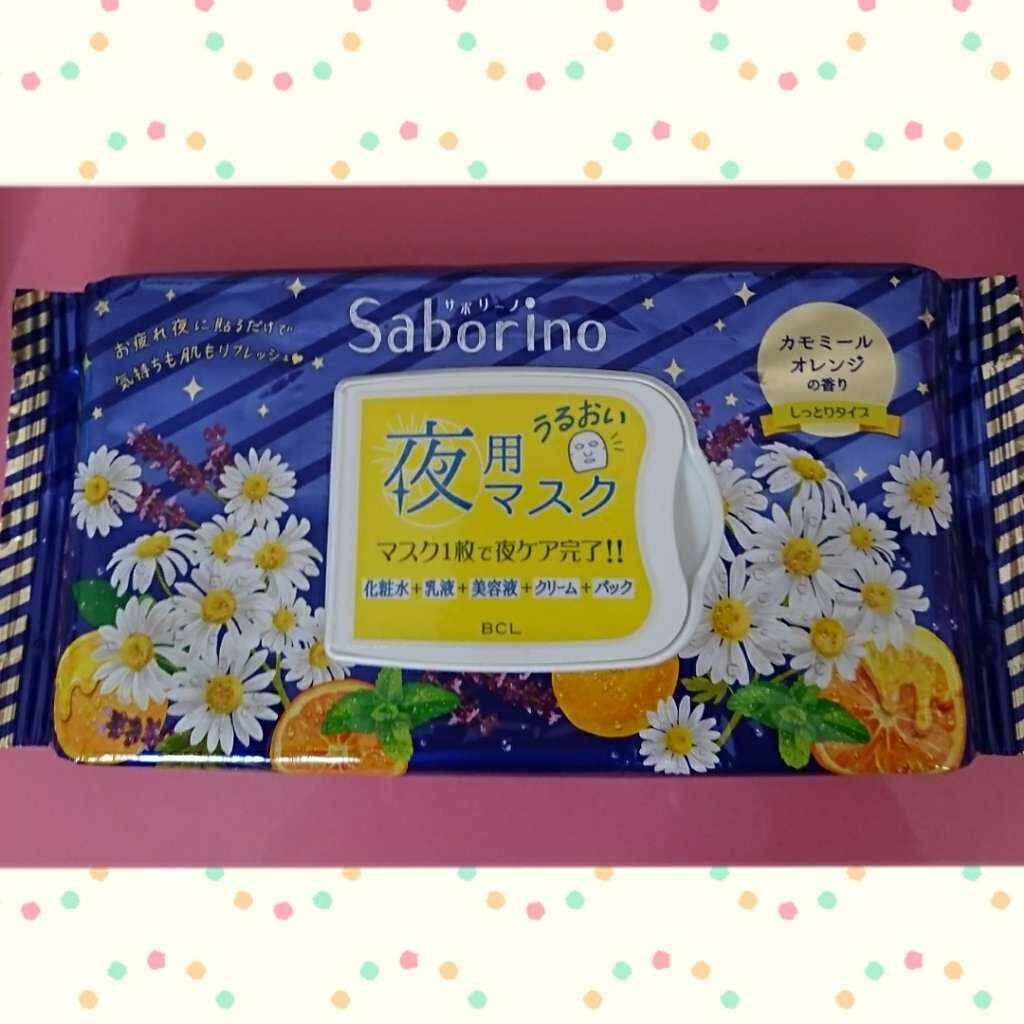 サボリーノ
Saborino
お疲れ夜に貼るだけで
気持ちも肌もリフレッシュ
カモミール
オレンジ
の香り
しっとりタイプ
うるおい
夜用
マスク
マスク1枚で夜ケア完了!!
化粧水+乳液+美容液+クリーム+パック
BCL